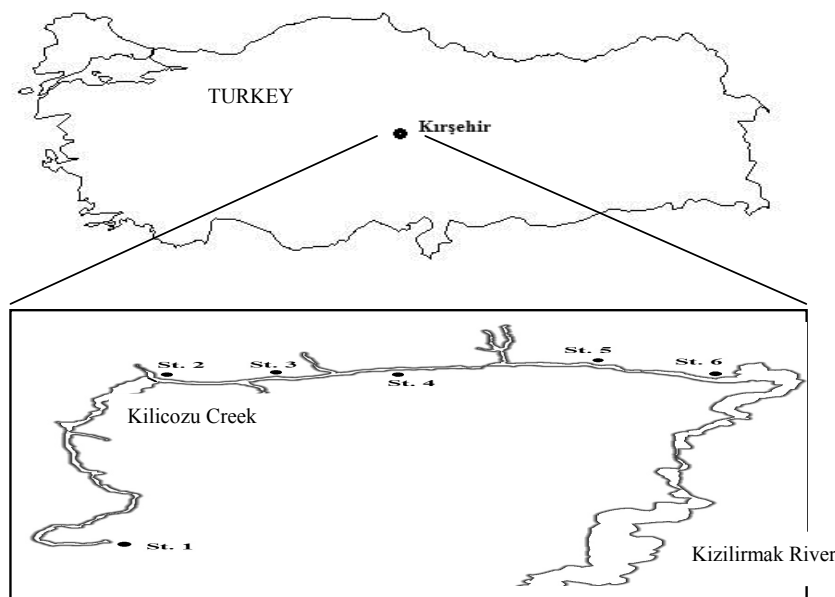 TURKEY
Kırşehir
St. 2
St. 3
St. 4
St. 5
St. 6
Kilicozu Creek
St. 1
Kizilirmak River